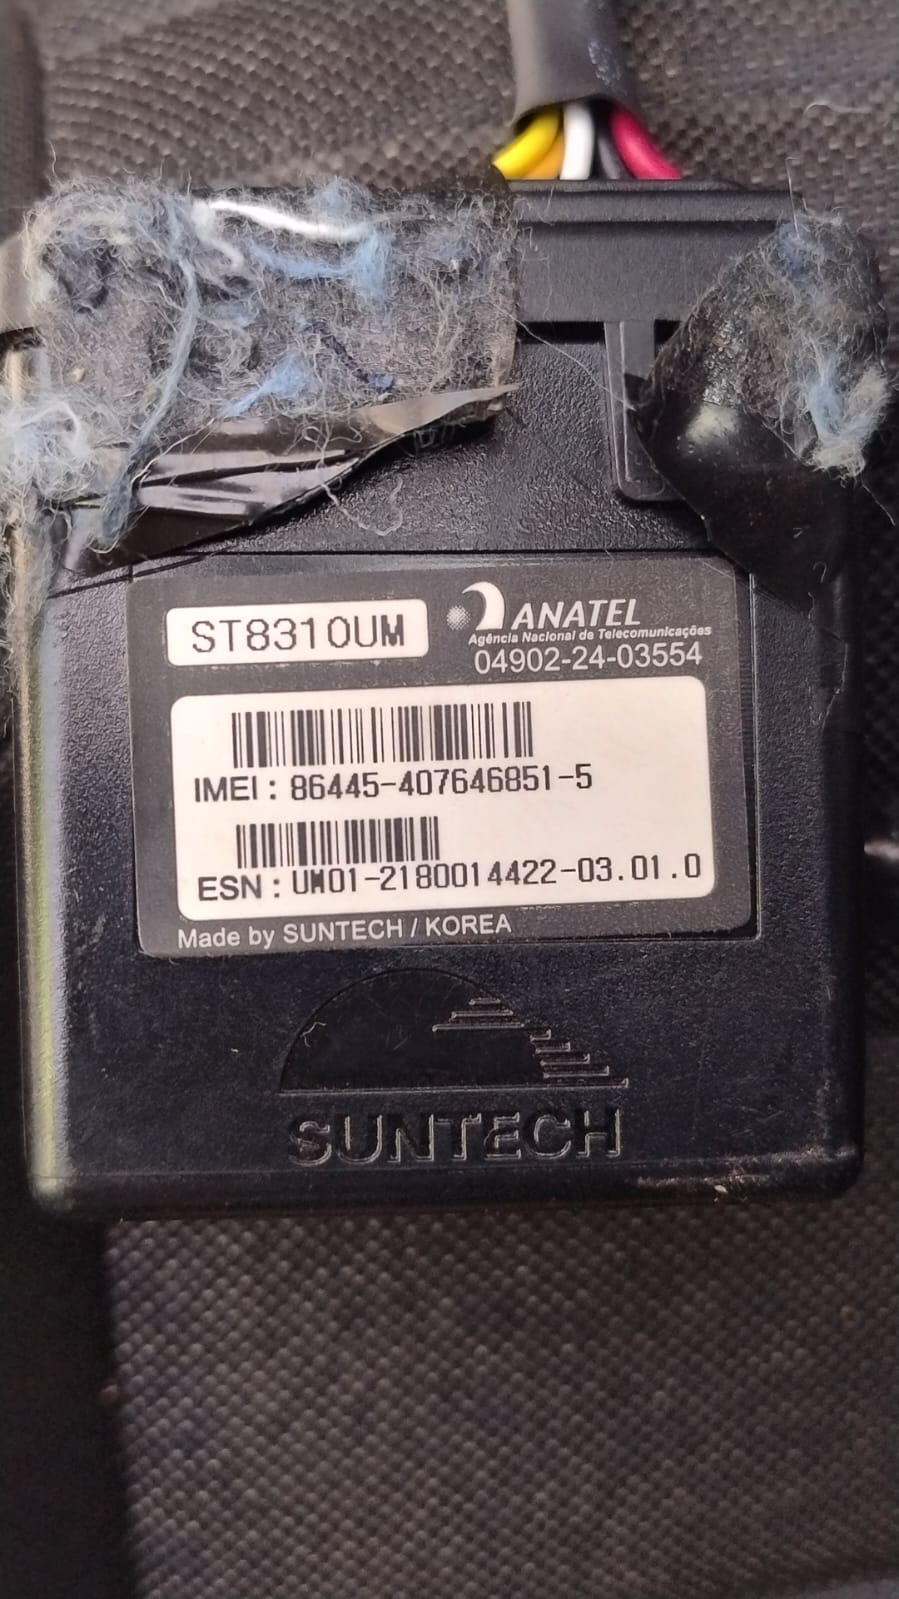 ST8310UM
ANATEL
Agência Nacional de Telecomunicações
04902-24-03554
IMEI : 86445-407646851-5
ESN : UM01-2180014422-03.01.0
Made by SUNTECH / KOREA
SUNTECH